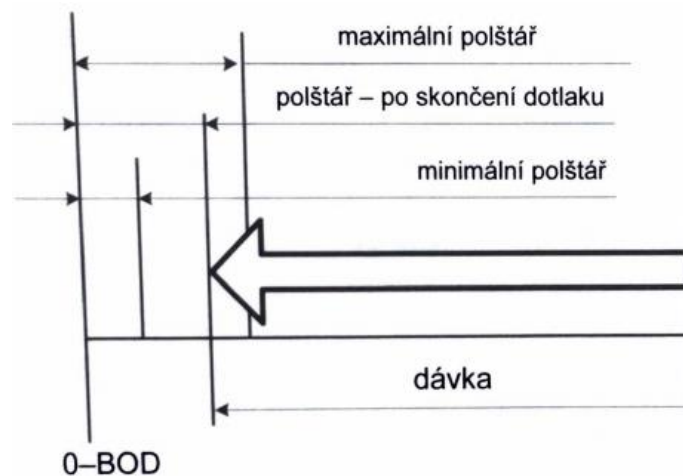 maximální polštář
polštář – po skončení dotlaku
minimální polštář
dávka
0–BOD